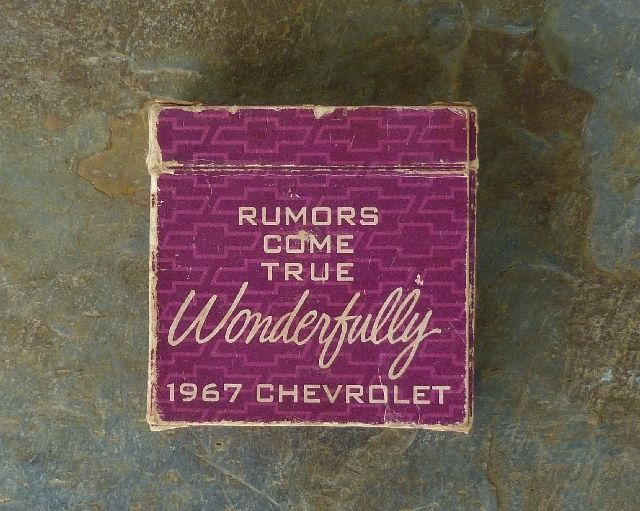 RUMORS
COME
TRUE
Wonderfully
1967 CHEVROLET